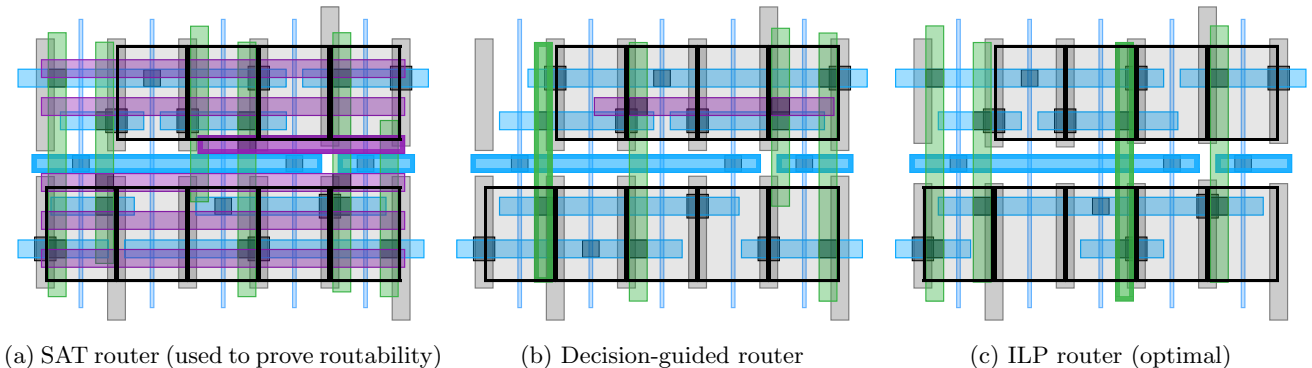 (a) SAT router (used to prove routability)
(b) Decision-guided router
(c) ILP router (optimal)